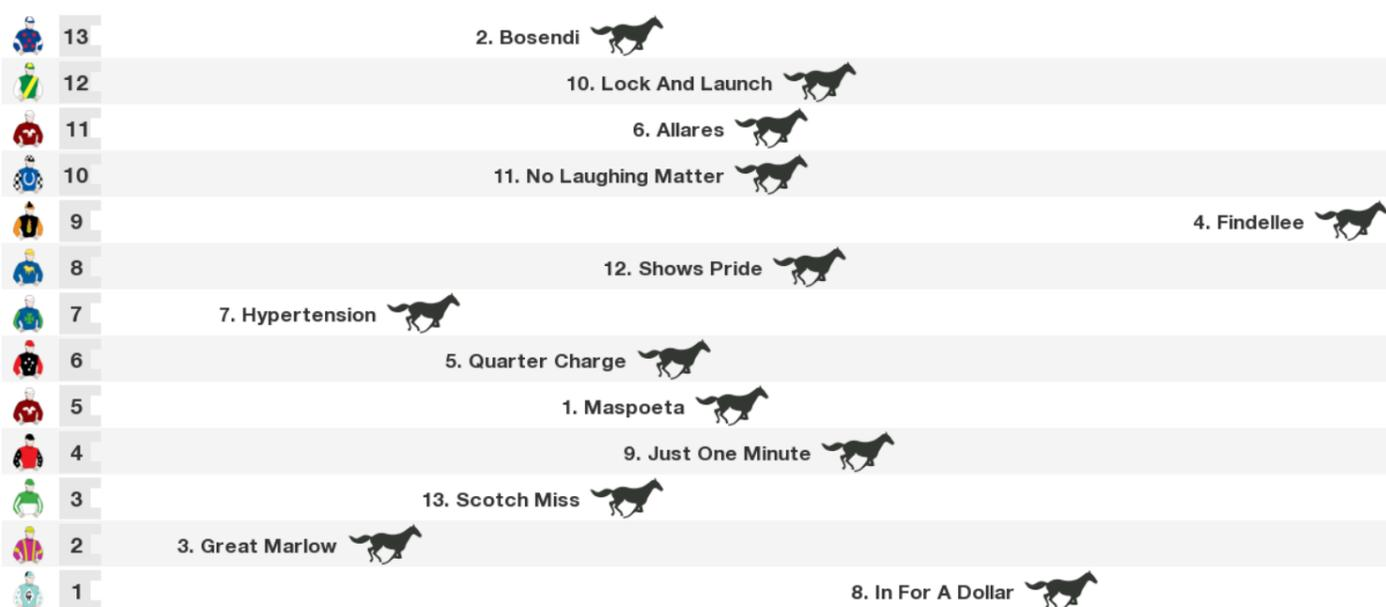 13 2. Bosendi
12 10. Lock And Launch
11 6. Allares
10 11. No Laughing Matter
9 4. Findellee
8 12. Shows Pride
7 7. Hypertension
6 5. Quarter Charge
5 1. Maspoeta
4 9. Just One Minute
3 13. Scotch Miss
2 3. Great Marlow
1 8. In For A Dollar